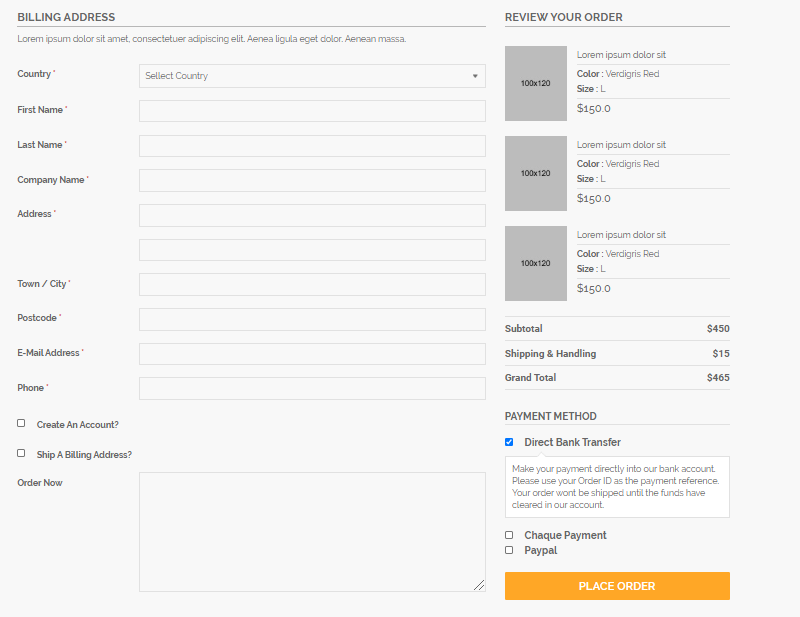 BILLING ADDRESS
Lorem ipsum dolor sit amet, consectetuer adipiscing elit. Aenea ligula eget dolor. Aenean massa.
Country *
Sellect Country
First Name *
Last Name *
Company Name *
Address *
Town / City *
Postcode *
E-Mail Address *
Phone *
Create An Account?
Ship A Billing Address?
Order Now
REVIEW YOUR ORDER
100x120
Lorem ipsum dolor sit
Color : Verdigris Red
Size : L
$150.0
100x120
Lorem ipsum dolor sit
Color : Verdigris Red
Size : L
$150.0
100x120
Lorem ipsum dolor sit
Color : Verdigris Red
Size : L
$150.0
Subtotal $450
Shipping & Handling $15
Grand Total $465
PAYMENT METHOD
Direct Bank Transfer
Make your payment directly into our bank account.
Please use your Order ID as the payment reference.
Your order wont be shipped until the funds have
cleared in our account.
Chaque Payment
Paypal
PLACE ORDER